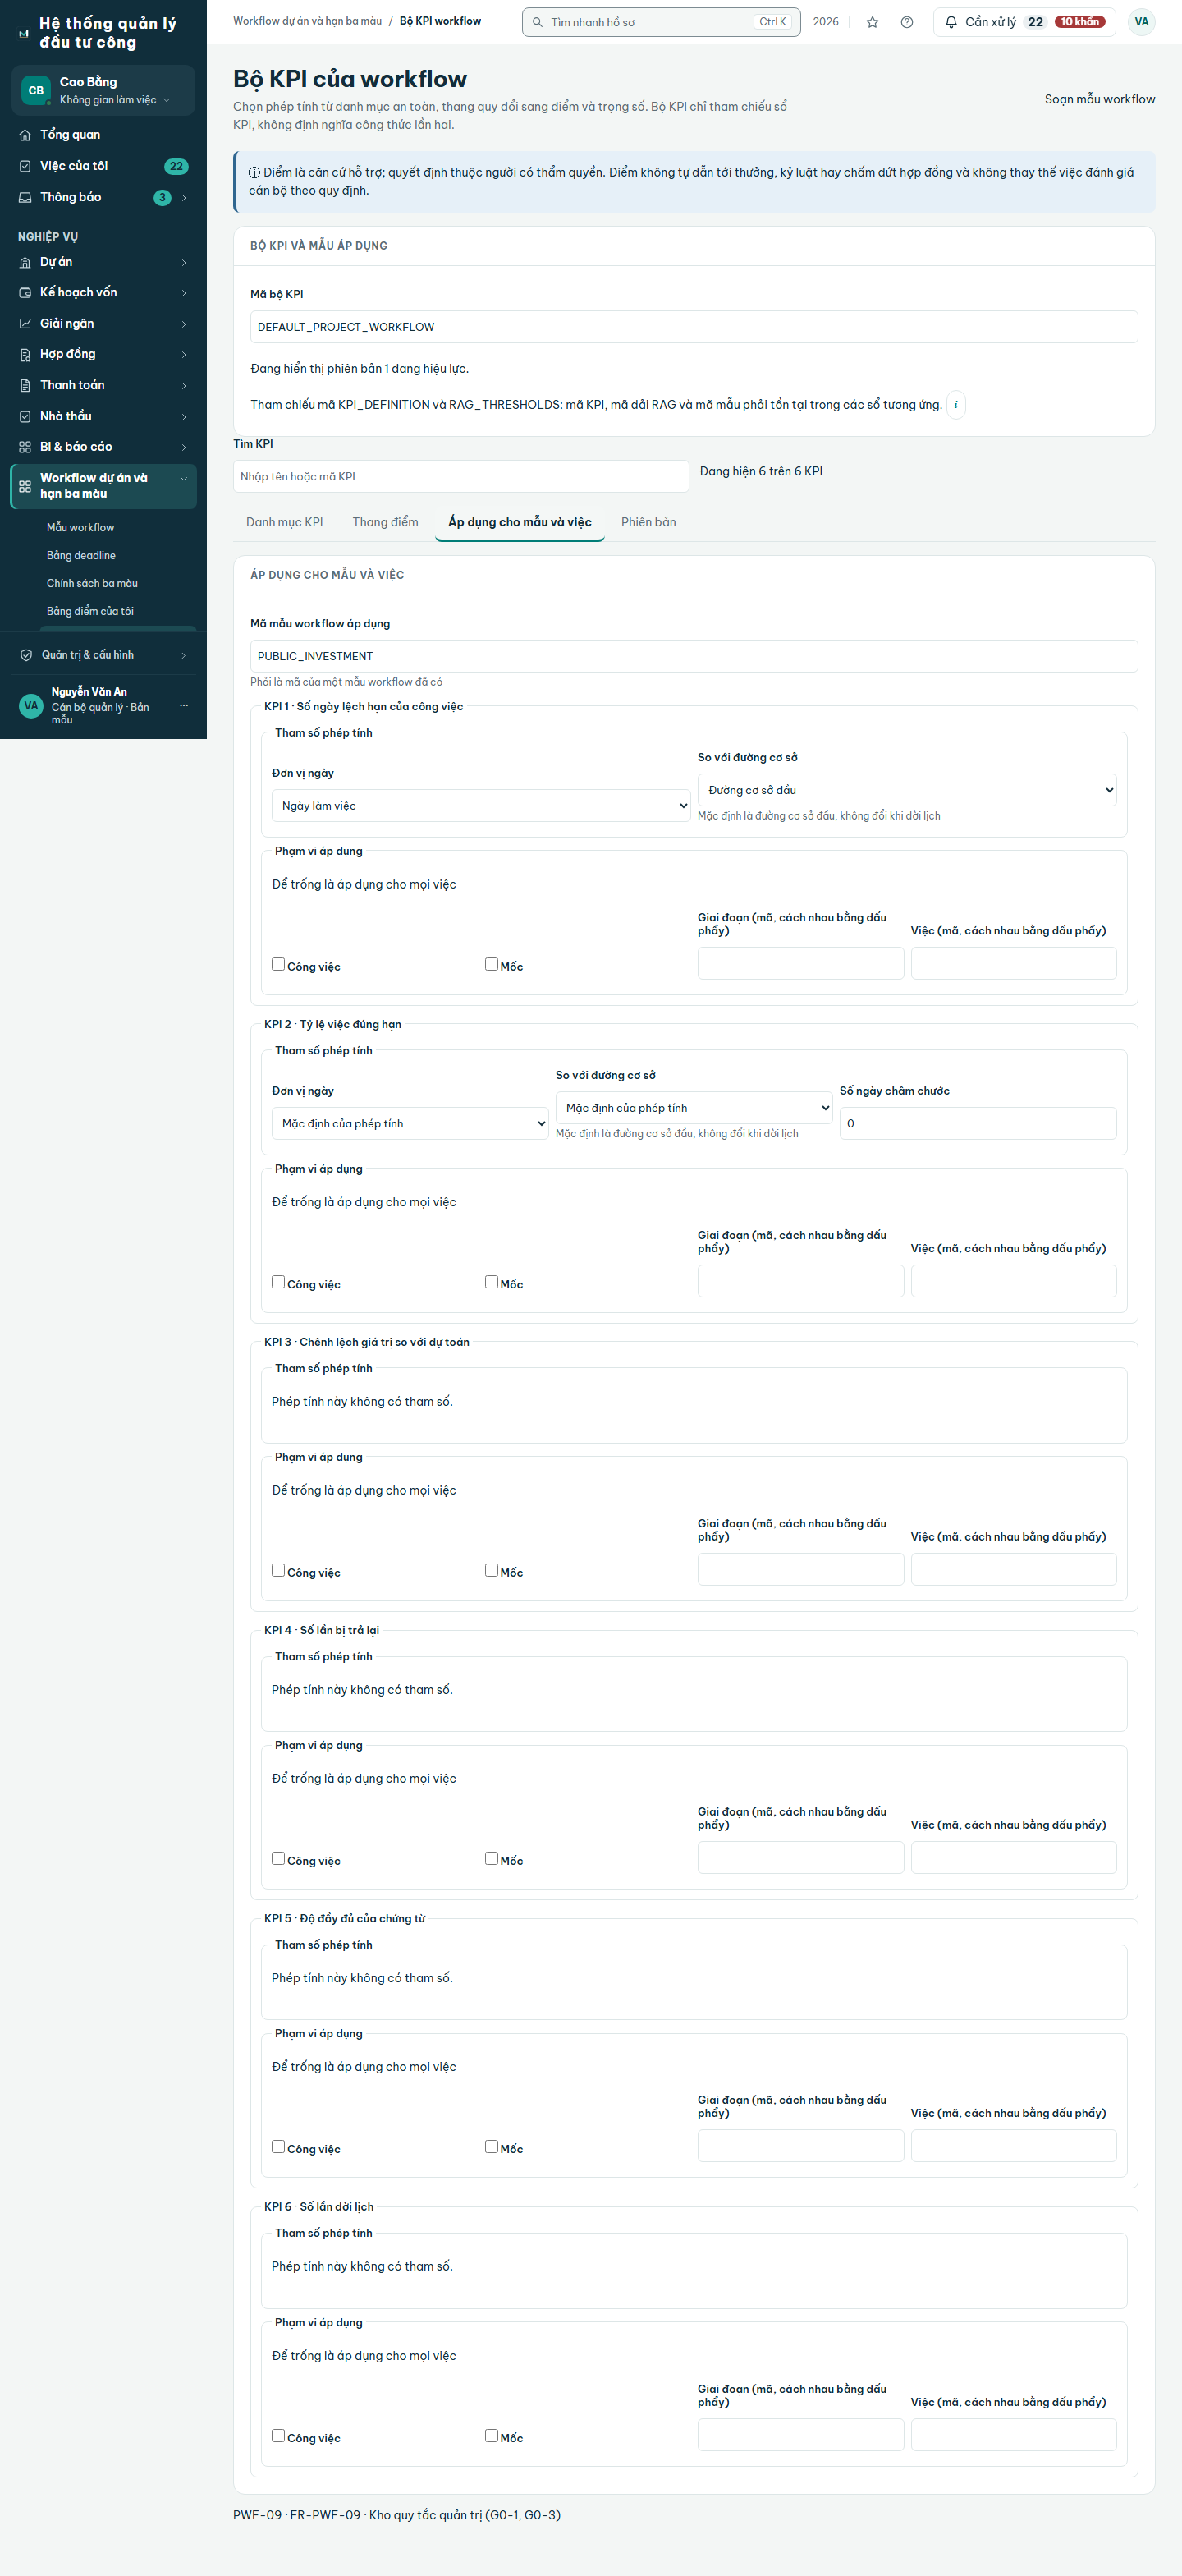 Hệ thống quản lý
đầu tư công
CB
Cao Bằng
Không gian làm việc
Tổng quan
Việc của tôi
22
Thông báo
3
NGHIỆP VỤ
Dự án
Kế hoạch vốn
Giải ngân
Hợp đồng
Thanh toán
Nhà thầu
BI & báo cáo
Workflow dự án và
hạn ba màu
Mẫu workflow
Bảng deadline
Chính sách ba màu
Bảng điểm của tôi
Quản trị & cấu hình
VA
Nguyễn Văn An
Cán bộ quản lý · Bản
mẫu
Workflow dự án và hạn ba màu / Bộ KPI workflow
Tìm nhanh hồ sơ
Ctrl K
2026
Cần xử lý 22 10 khẩn
VA
Bộ KPI của workflow
Chọn phép tính từ danh mục an toàn, thang quy đổi sang điểm và trọng số. Bộ KPI chỉ tham chiếu sổ
KPI, không định nghĩa công thức lần hai.
Soạn mẫu workflow
Điểm là căn cứ hỗ trợ; quyết định thuộc người có thẩm quyền. Điểm không tự dẫn tới thưởng, kỷ luật hay chấm dứt hợp đồng và không thay thế việc đánh giá
cán bộ theo quy định.
BỘ KPI VÀ MẪU ÁP DỤNG
Mã bộ KPI
DEFAULT_PROJECT_WORKFLOW
Đang hiển thị phiên bản 1 đang hiệu lực.
Tham chiếu mã KPI_DEFINITION và RAG_THRESHOLDS: mã KPI, mã dải RAG và mã mẫu phải tồn tại trong các sổ tương ứng. i
Tìm KPI
Nhập tên hoặc mã KPI
Đang hiện 6 trên 6 KPI
Danh mục KPI
Thang điểm
Áp dụng cho mẫu và việc
Phiên bản
ÁP DỤNG CHO MẪU VÀ VIỆC
Mã mẫu workflow áp dụng
PUBLIC_INVESTMENT
Phải là mã của một mẫu workflow đã có
KPI 1 · Số ngày lệch hạn của công việc
Tham số phép tính
Đơn vị ngày
Ngày làm việc
So với đường cơ sở
Đường cơ sở đầu
Mặc định là đường cơ sở đầu, không đổi khi dời lịch
Phạm vi áp dụng
Để trống là áp dụng cho mọi việc
Công việc
Mốc
Giai đoạn (mã, cách nhau bằng dấu
phẩy)
Việc (mã, cách nhau bằng dấu phẩy)
KPI 2 · Tỷ lệ việc đúng hạn
Tham số phép tính
Đơn vị ngày
Mặc định của phép tính
So với đường cơ sở
Mặc định của phép tính
Mặc định là đường cơ sở đầu, không đổi khi dời lịch
Số ngày châm chước
0
Phạm vi áp dụng
Để trống là áp dụng cho mọi việc
Công việc
Mốc
Giai đoạn (mã, cách nhau bằng dấu
phẩy)
Việc (mã, cách nhau bằng dấu phẩy)
KPI 3 · Chênh lệch giá trị so với dự toán
Tham số phép tính
Phép tính này không có tham số.
Phạm vi áp dụng
Để trống là áp dụng cho mọi việc
Công việc
Mốc
Giai đoạn (mã, cách nhau bằng dấu
phẩy)
Việc (mã, cách nhau bằng dấu phẩy)
KPI 4 · Số lần bị trả lại
Tham số phép tính
Phép tính này không có tham số.
Phạm vi áp dụng
Để trống là áp dụng cho mọi việc
Công việc
Mốc
Giai đoạn (mã, cách nhau bằng dấu
phẩy)
Việc (mã, cách nhau bằng dấu phẩy)
KPI 5 · Độ đầy đủ của chứng từ
Tham số phép tính
Phép tính này không có tham số.
Phạm vi áp dụng
Để trống là áp dụng cho mọi việc
Công việc
Mốc
Giai đoạn (mã, cách nhau bằng dấu
phẩy)
Việc (mã, cách nhau bằng dấu phẩy)
KPI 6 · Số lần dời lịch
Tham số phép tính
Phép tính này không có tham số.
Phạm vi áp dụng
Để trống là áp dụng cho mọi việc
Công việc
Mốc
Giai đoạn (mã, cách nhau bằng dấu
phẩy)
Việc (mã, cách nhau bằng dấu phẩy)
PWF-09 · FR-PWF-09 · Kho quy tắc quản trị (G0-1, G0-3)